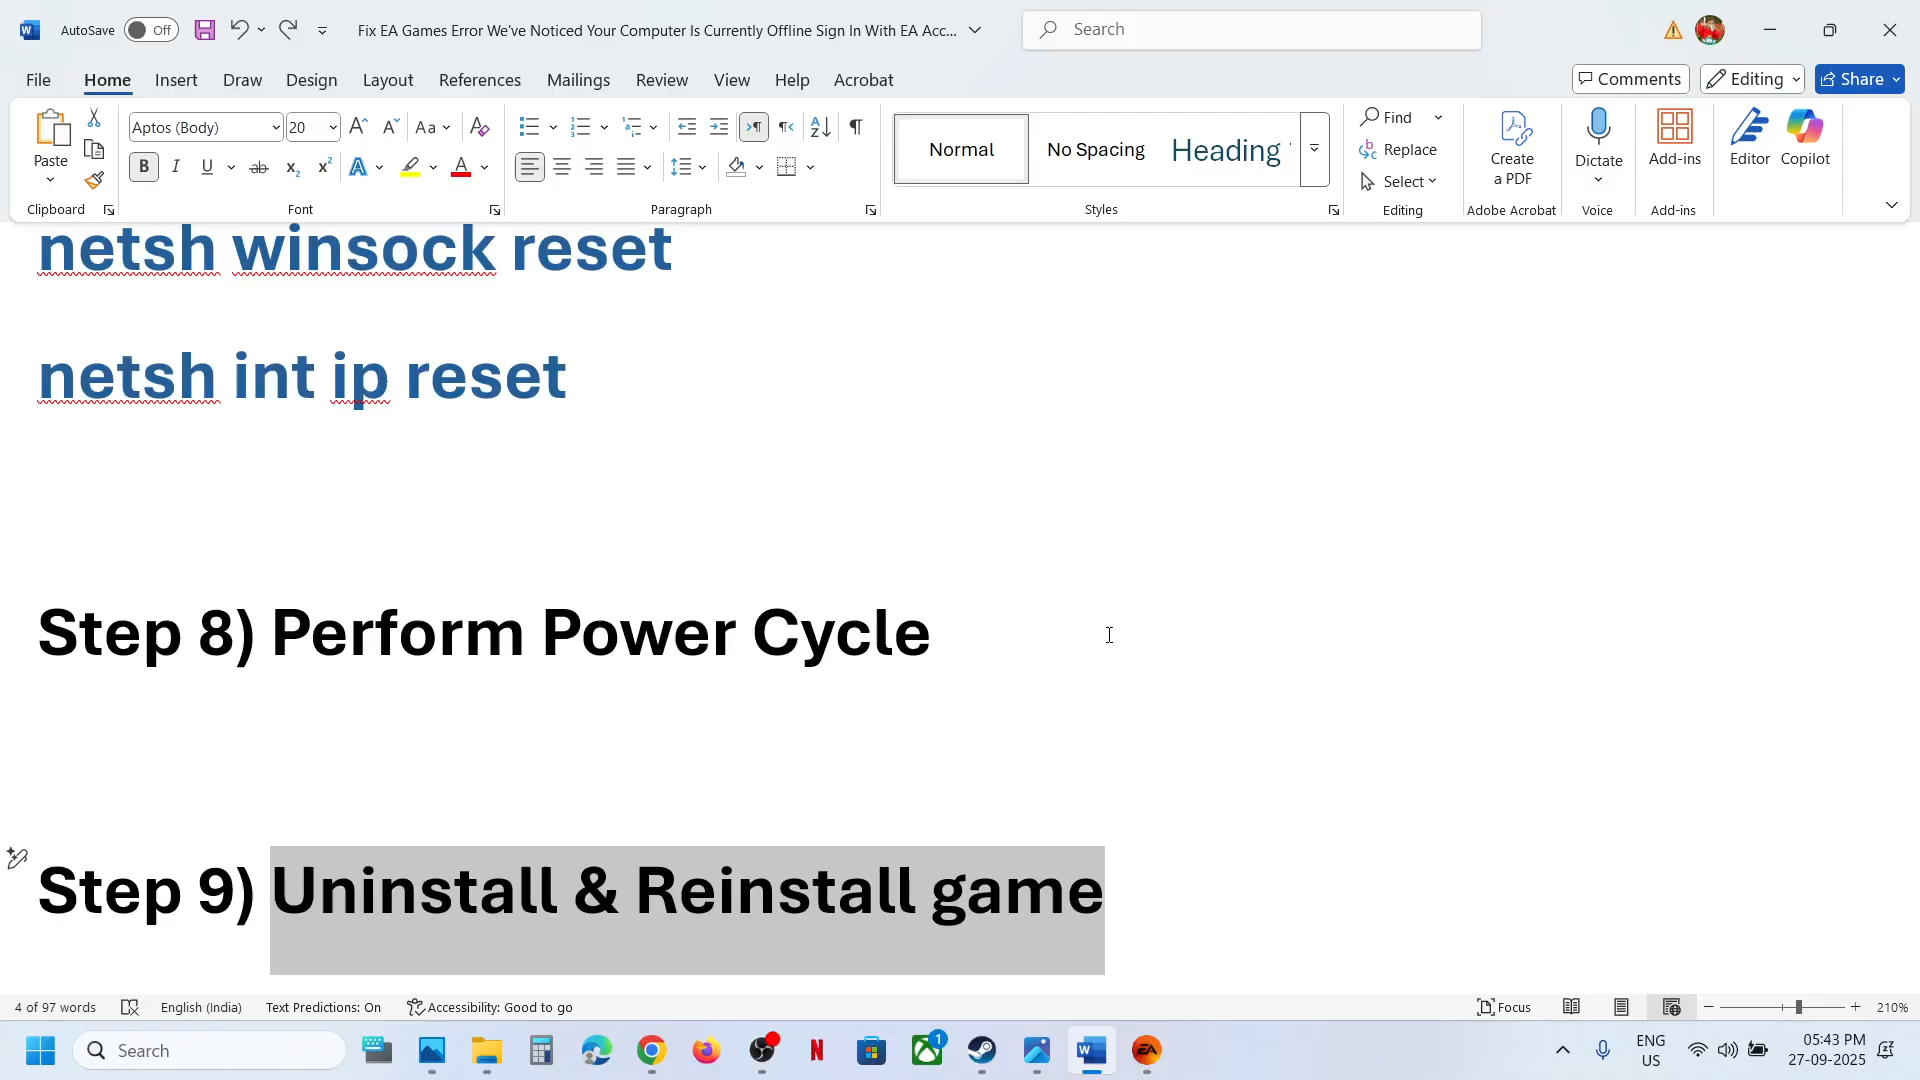 AutoSave Off Fix EA Games Error We've Noticed Your Computer Is Currently Offline Sign In With EA Acc... Search
File Home Insert Draw Design Layout References Mailings Review View Help Acrobat Comments Editing Share
Aptos (Body) 20 Aa
Paste
B I U ab x₂ x² A A
Clipboard Font Paragraph
Normal No Spacing Heading
Styles
Find
Replace
Select
Editing
Create a PDF
Adobe Acrobat
Dictate
Voice
Add-ins
Add-ins
Editor Copilot
netsh winsock reset
netsh int ip reset
Step 8) Perform Power Cycle
Step 9) Uninstall & Reinstall game
4 of 97 words English (India) Text Predictions: On Accessibility: Good to go Focus 210%
Search ENG US 05:43 PM 27-09-2025